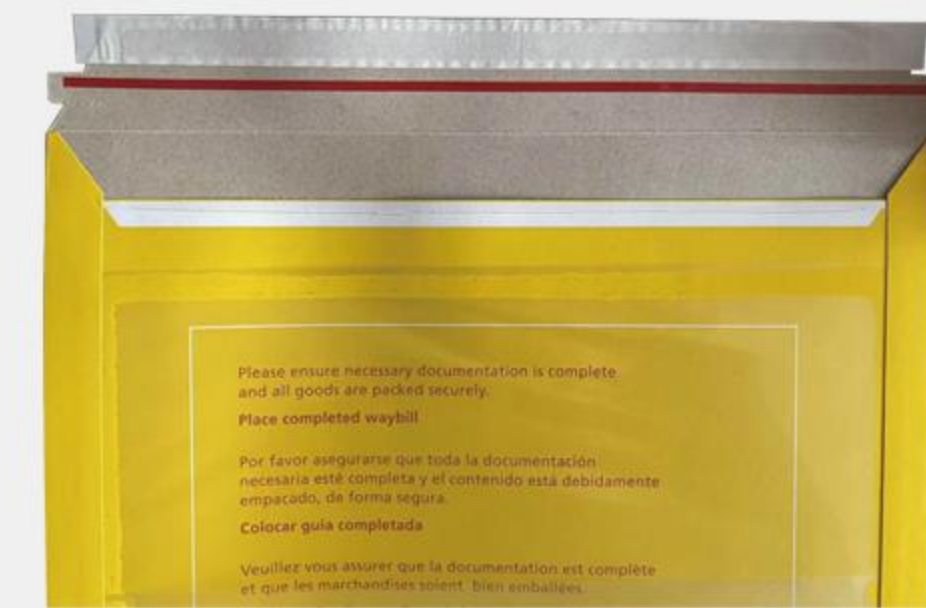 Please ensure necessary documentation is complete
and all goods are packed securely.
Place completed waybill
Por favor asegurarse que toda la documentación
necesaria esté completa y el contenido está debidamente
empacado, de forma segura.
Colocar guía completada
Veuillez vous assurer que la documentation est complète
et que les marchandises soient bien emballées.